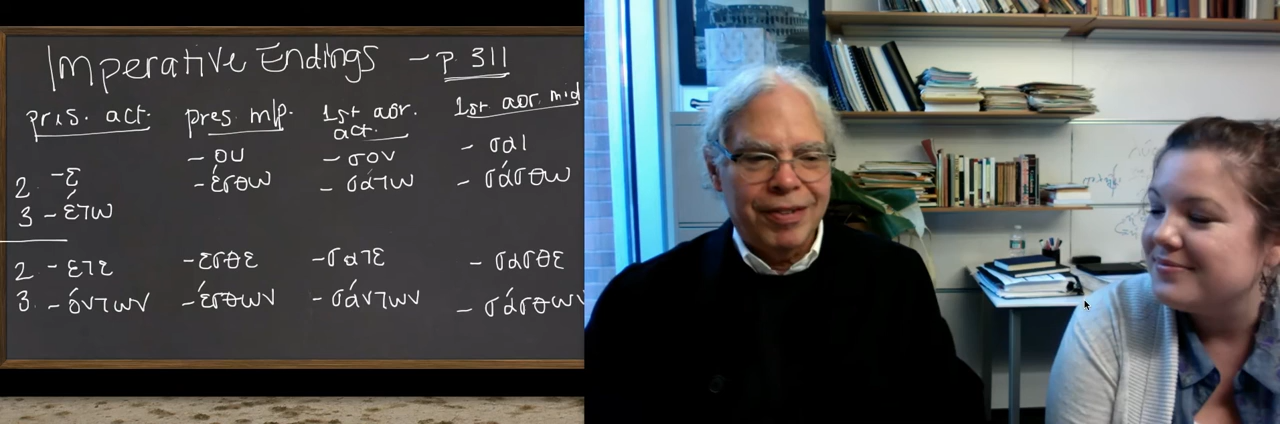 Imperative Endings - p. 311
pris. act. pres. m/p. 1st aor. act. 1st aor. mid
2 -ε -ου -σον -σαι
3 -έτω -έσθω -σάτω -σάσθω
2 -ετε -εσθε -σατε -σασθε
3. -όντων -έσθων -σάντων -σάσθων